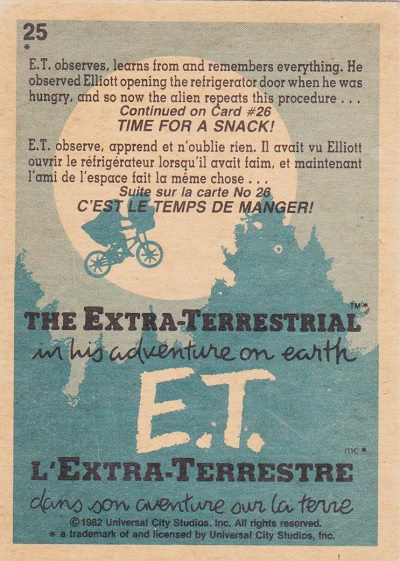 25
*
E.T. observes, learns from and remembers everything. He
observed Elliott opening the refrigerator door when he was
hungry, and so now the alien repeats this procedure . . .
Continued on Card #26
TIME FOR A SNACK!
E.T. observe, apprend et n'oublie rien. Il avait vu Elliott
ouvrir le réfrigérateur lorsqu'il avait faim, et maintenant
l'ami de l'espace fait la même chose . . .
Suite sur la carte No 26
C'EST LE TEMPS DE MANGER!
THE EXTRA-TERRESTRIAL™*
in his adventure on earth
E.T.
MC *
L'EXTRA-TERRESTRE
dans son aventure sur la terre
©1982 Universal City Studios, Inc. All rights reserved.
* a trademark of and licensed by Universal City Studios, Inc.